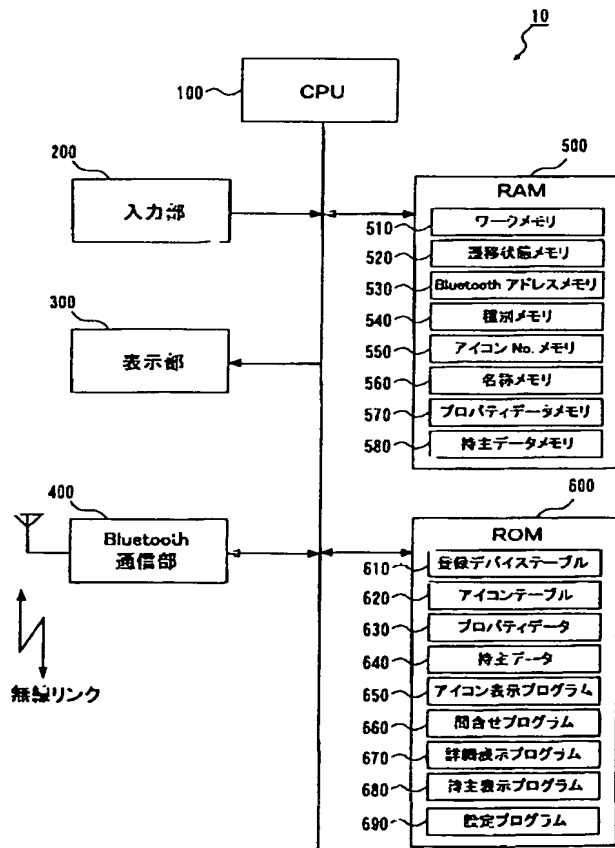 10
100
CPU
200
入力部
300
表示部
400
Bluetooth
通信部
無線リンク
500
RAM
510 ワークメモリ
520 遷移状態メモリ
530 Bluetooth アドレスメモリ
540 種別メモリ
550 アイコン No. メモリ
560 名称メモリ
570 プロパティデータメモリ
580 持主データメモリ
600
ROM
610 登録デバイステーブル
620 アイコンテーブル
630 プロパティデータ
640 持主データ
650 アイコン表示プログラム
660 問合せプログラム
670 詳細表示プログラム
680 持主表示プログラム
690 設定プログラム